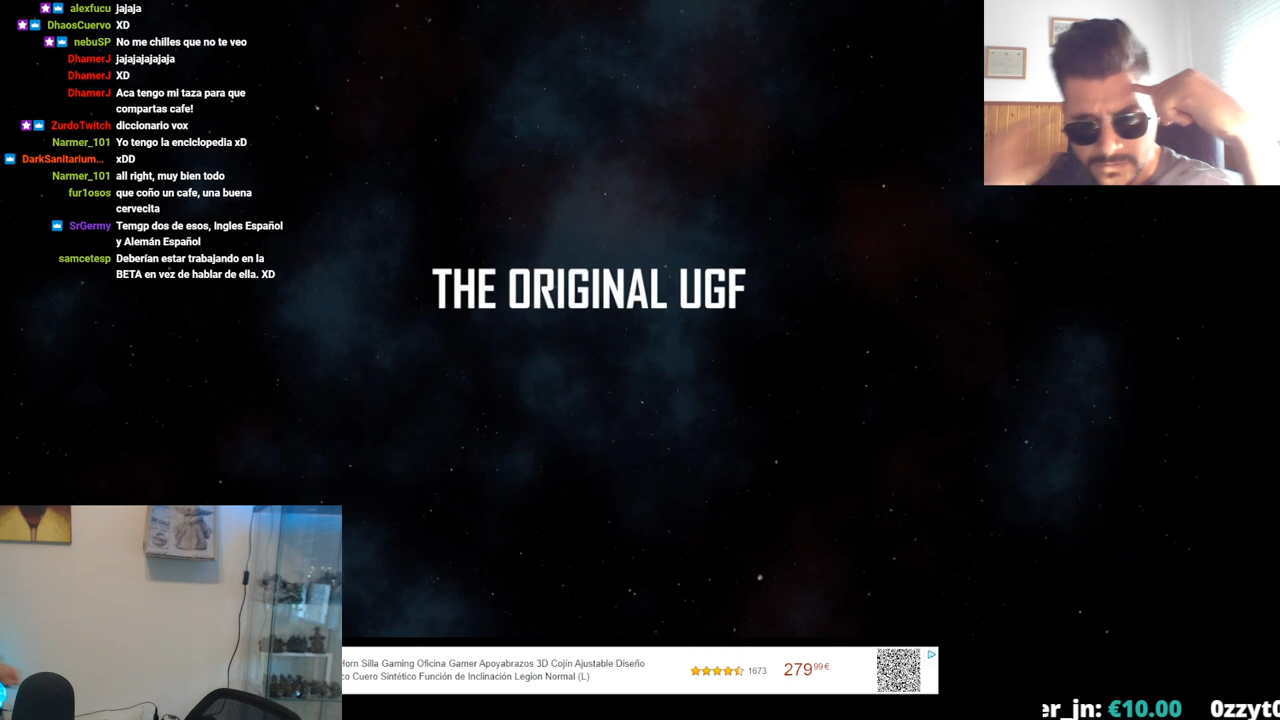 alexfucu jajaja
DhaosCuervo XD
nebuSP No me chilles que no te veo
DhamerJ jajajajajaja
DhamerJ XD
DhamerJ Aca tengo mi taza para que
compartas cafe!
ZurdoTwitch diccionario vox
Narmer_101 Yo tengo la enciclopedia xD
DarkSanitarium... xDD
Narmer_101 all right, muy bien todo
fur1osos que coño un cafe, una buena
cervecita
SrGermy Temgp dos de esos, Ingles Español
y Alemán Español
samcetesp Deberían estar trabajando en la
BETA en vez de hablar de ella. XD
THE ORIGINAL UGF
Horn Silla Gaming Oficina Gamer Apoyabrazos 3D Cojín Ajustable Diseño
co Cuero Sintético Función de Inclinación Legion Normal (L)
1673
279,99€
er_jn: €10.00 0zzyt0